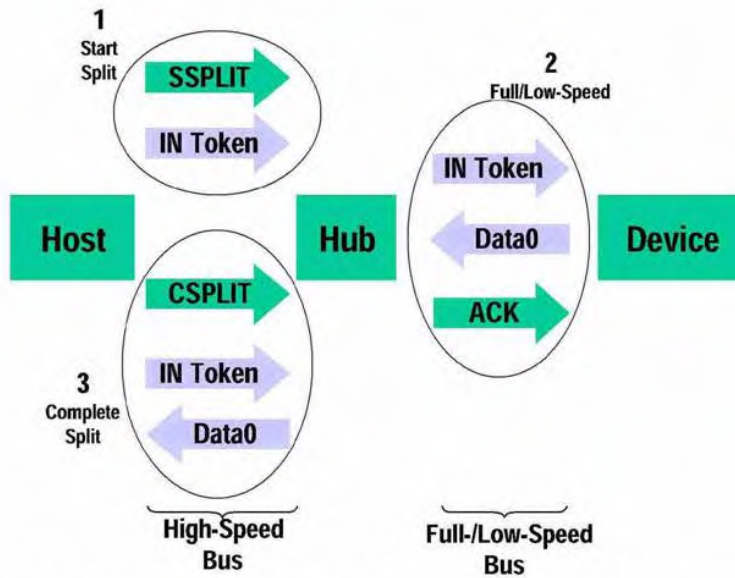 1
Start
Split
SSPLIT
IN Token
2
Full/Low-Speed
IN Token
Data0
ACK
Host
Hub
Device
CSPLIT
IN Token
Data0
3
Complete
Split
High-Speed
Bus
Full-/Low-Speed
Bus